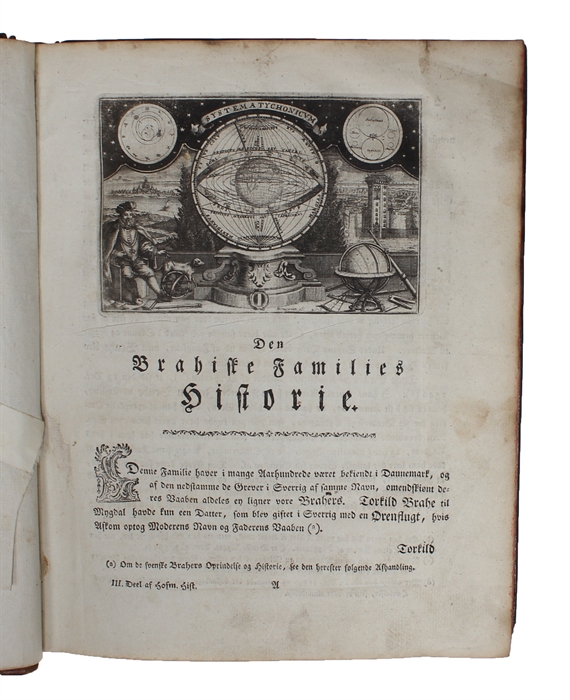 SYSTEMA TYCHONICVM
Den
Brahiske Families
Historie.
Denne Familie haver i mange Aarhundrede været bekiendt i Dannemark, og
af den nedstamme de Grever i Sverrig af samme Navn, omendskiønt de-
res Vaaben aldeles ey ligner vore Brahers. Torkild Brahe til
Mygdal havde kun een Datter, som blev giftet i Sverrig med en Ørenflugt, hvis
Afkom optog Moderens Navn og Faderens Vaaben (a).
Torkild
(a) Om de svenske Brahers Oprindelse og Historie, see den herefter følgende Afhandling.
III. Deel af Hofm. Hist. A